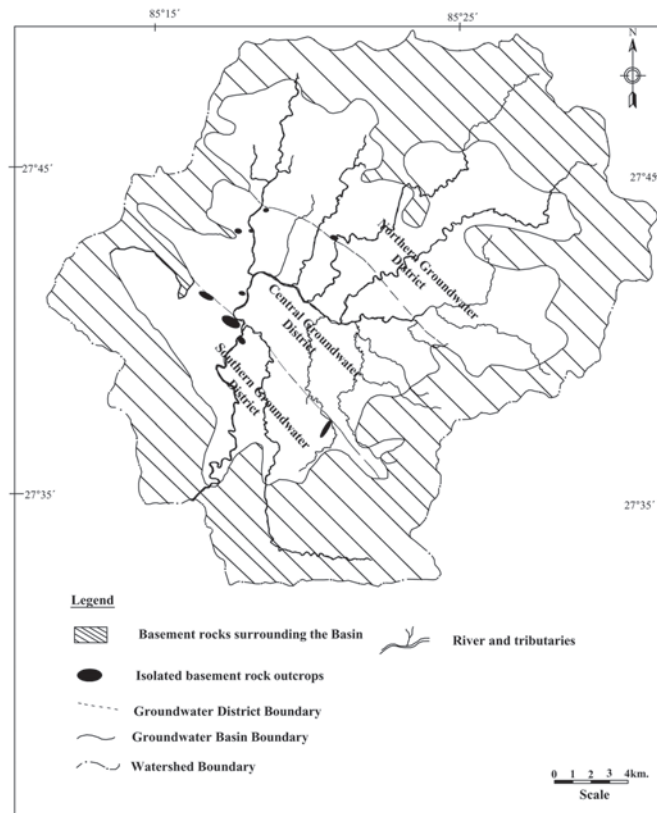 85°15´ 85°25´
N
27°45´ 27°45´
Northern Groundwater
District
Central Groundwater
District
Southern Groundwater
District
27°35´ 27°35´
Legend
Basement rocks surrounding the Basin
River and tributaries
Isolated basement rock outcrops
Groundwater District Boundary
Groundwater Basin Boundary
Watershed Boundary
0 1 2 3 4km.
Scale